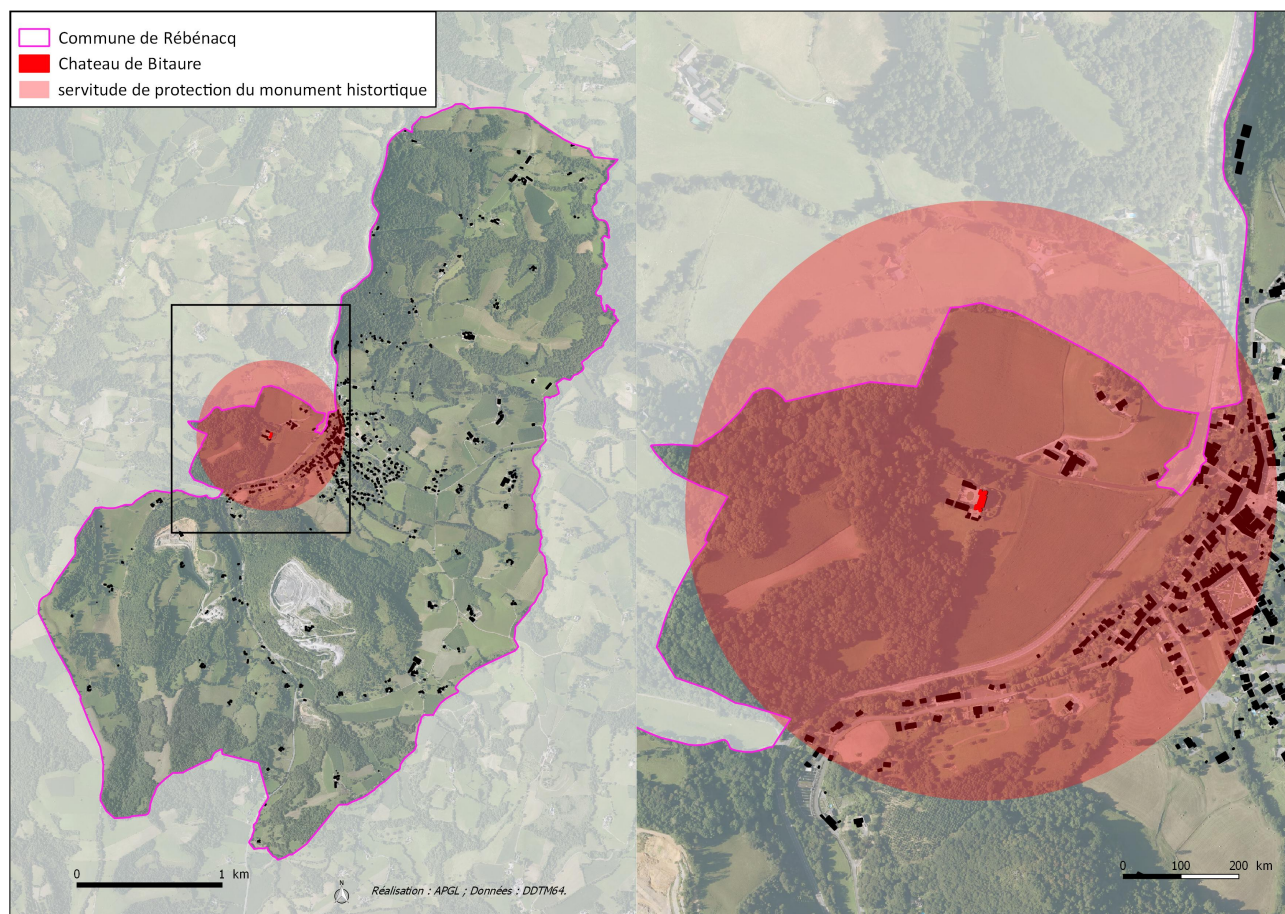 Commune de Rébénacq
Chateau de Bitaure
servitude de protection du monument histortique
0 1 km
N
Réalisation : APGL ; Données : DDTM64.
0 100 200 km